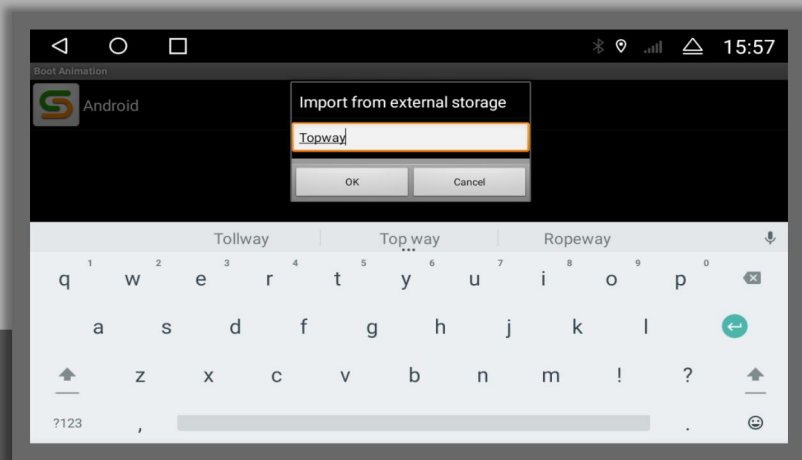 15:57
Boot Animation
Android
Import from external storage
Topway
OK Cancel
Tollway Top way Ropeway
q 1 w 2 e 3 r 4 t 5 y 6 u 7 i 8 o 9 p 0
a s d f g h j k l
z x c v b n m ! ?
?123 , .